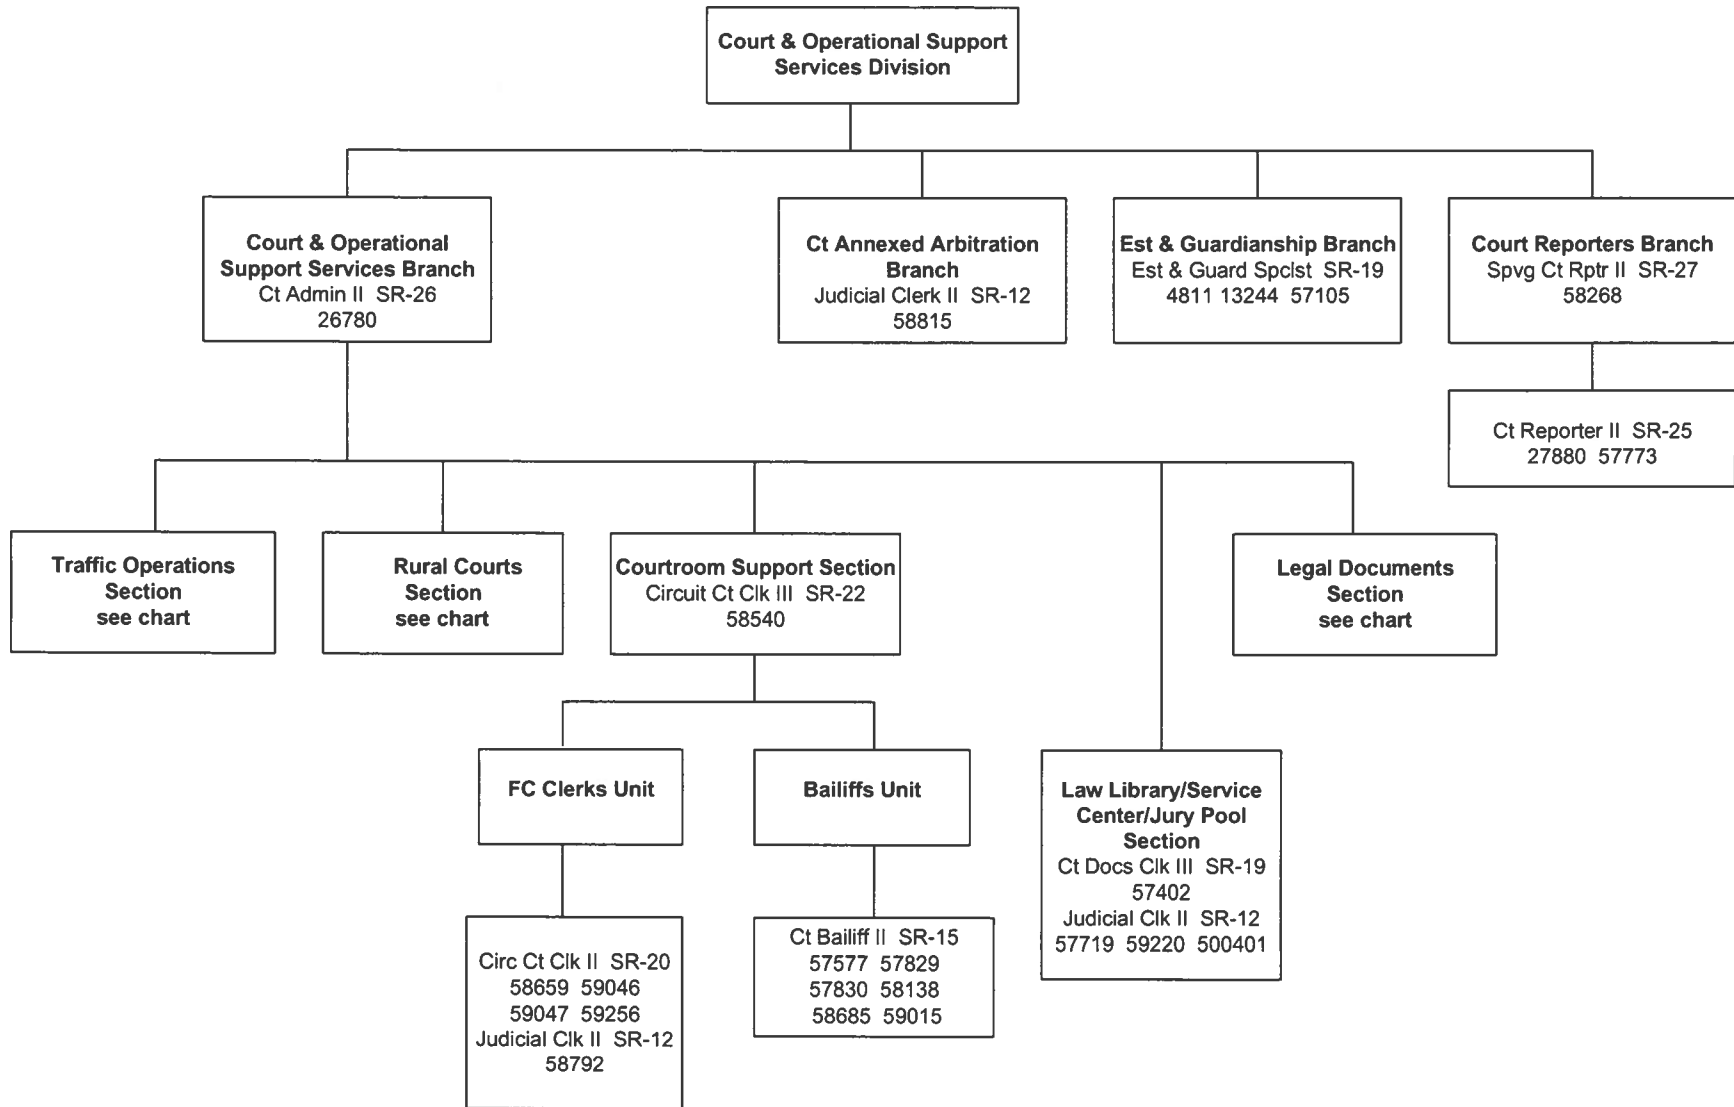 Court & Operational Support
Services Division
Court & Operational
Support Services Branch
Ct Admin II SR-26
26780
Ct Annexed Arbitration
Branch
Judicial Clerk II SR-12
58815
Est & Guardianship Branch
Est & Guard Spclst SR-19
4811 13244 57105
Court Reporters Branch
Spvg Ct Rptr II SR-27
58268
Ct Reporter II SR-25
27880 57773
Traffic Operations
Section
see chart
Rural Courts
Section
see chart
Courtroom Support Section
Circuit Ct Clk III SR-22
58540
Legal Documents
Section
see chart
FC Clerks Unit
Bailiffs Unit
Law Library/Service
Center/Jury Pool
Section
Ct Docs Clk III SR-19
57402
Judicial Clk II SR-12
57719 59220 500401
Circ Ct Clk II SR-20
58659 59046
59047 59256
Judicial Clk II SR-12
58792
Ct Bailiff II SR-15
57577 57829
57830 58138
58685 59015